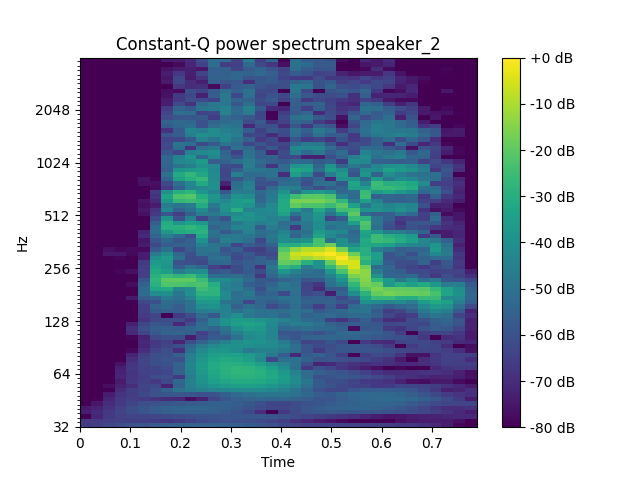 Constant-Q power spectrum speaker_2
+0 dB
-10 dB
-20 dB
-30 dB
-40 dB
-50 dB
-60 dB
-70 dB
-80 dB
2048
1024
512
256
128
64
32
Hz
0 0.1 0.2 0.3 0.4 0.5 0.6 0.7
Time